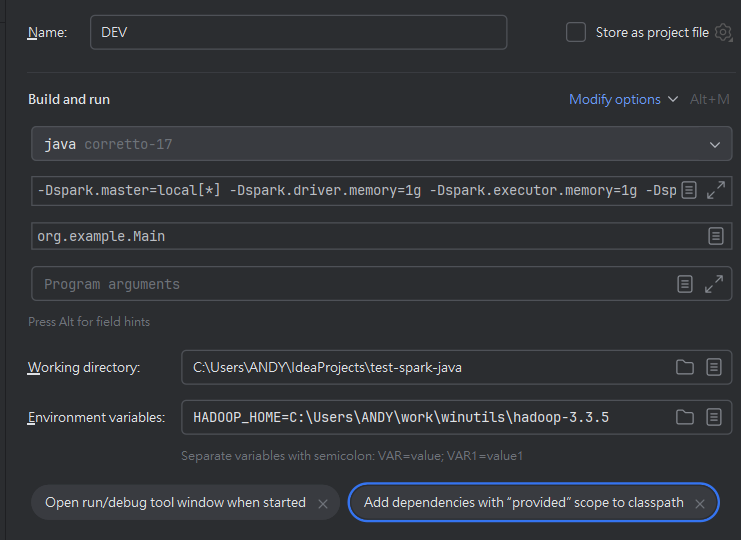 Name: DEV Store as project file
Build and run Modify options Alt+M
java corretto-17
-Dspark.master=local[*] -Dspark.driver.memory=1g -Dspark.executor.memory=1g -Dsp
org.example.Main
Program arguments
Press Alt for field hints
Working directory: C:\Users\ANDY\IdeaProjects\test-spark-java
Environment variables: HADOOP_HOME=C:\Users\ANDY\work\winutils\hadoop-3.3.5
Separate variables with semicolon: VAR=value; VAR1=value1
Open run/debug tool window when started × Add dependencies with “provided” scope to classpath ×